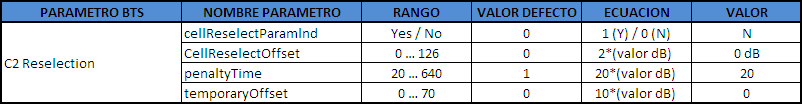 PARAMETRO BTS NOMBRE PARAMETRO RANGO VALOR DEFECTO ECUACION VALOR
C2 Reselection
cellReselectParamInd Yes / No 0 1 (Y) / 0 (N) N
CellReselectOffset 0 ... 126 0 2*(valor dB) 0 dB
penaltyTime 20 ... 640 1 20*(valor dB) 20
temporaryOffset 0 ... 70 0 10*(valor dB) 0